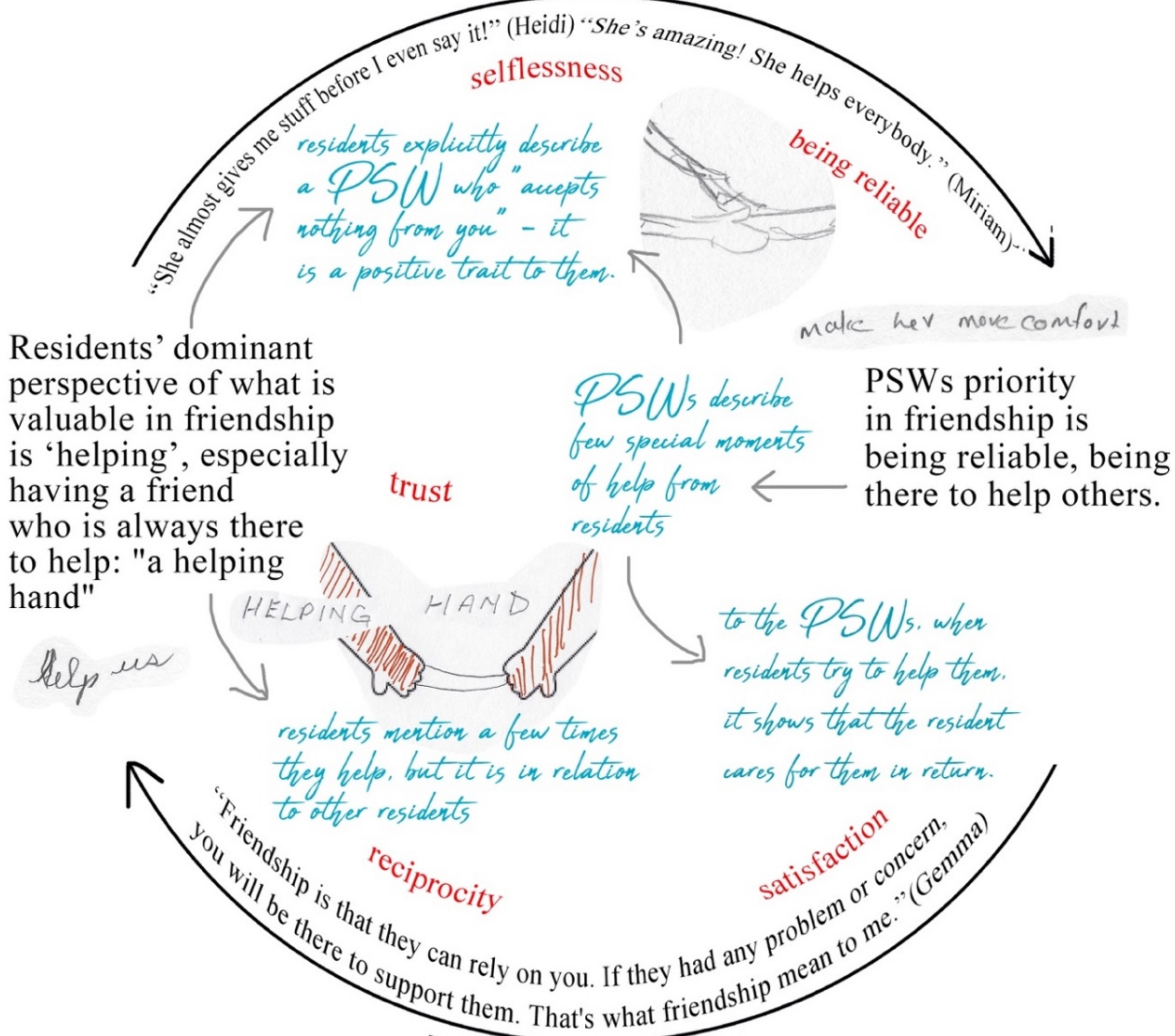 “She almost gives me stuff before I even say it!” (Heidi) “She’s amazing! She helps everybody.” (Miriam)
selflessness
being reliable
residents explicitly describe
a PSW who "accepts
nothing from you" - it
is a positive trait to them.
make her more comfort
Residents’ dominant
perspective of what is
valuable in friendship
is ‘helping’, especially
having a friend
who is always there
to help: "a helping
hand"
PSWs describe
few special moments
of help from
residents
PSWs priority
in friendship is
being reliable, being
there to help others.
trust
HELPING HAND
Help us
to the PSWs, when
residents try to help them,
it shows that the resident
cares for them in return.
residents mention a few times
they help, but it is in relation
to other residents
reciprocity
satisfaction
“Friendship is that they can rely on you. If they had any problem or concern,
you will be there to support them. That's what friendship mean to me.” (Gemma)